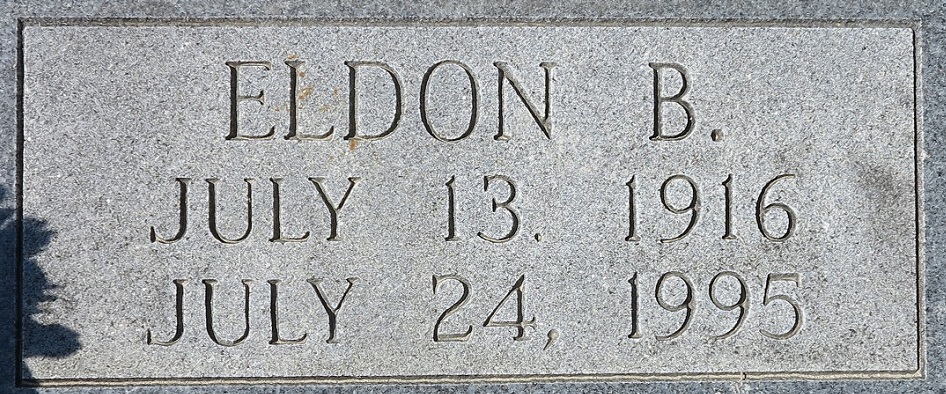 ELDON B.
JULY 13. 1916
JULY 24, 1995